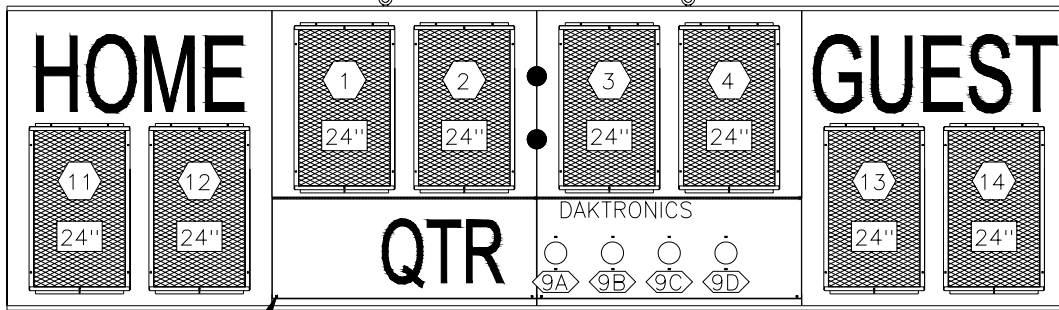 HOME
1 2 3 4
24" 24" 24" 24"
GUEST
11 12
24" 24"
QTR
DAKTRONICS
9A 9B 9C 9D
13 14
24" 24"